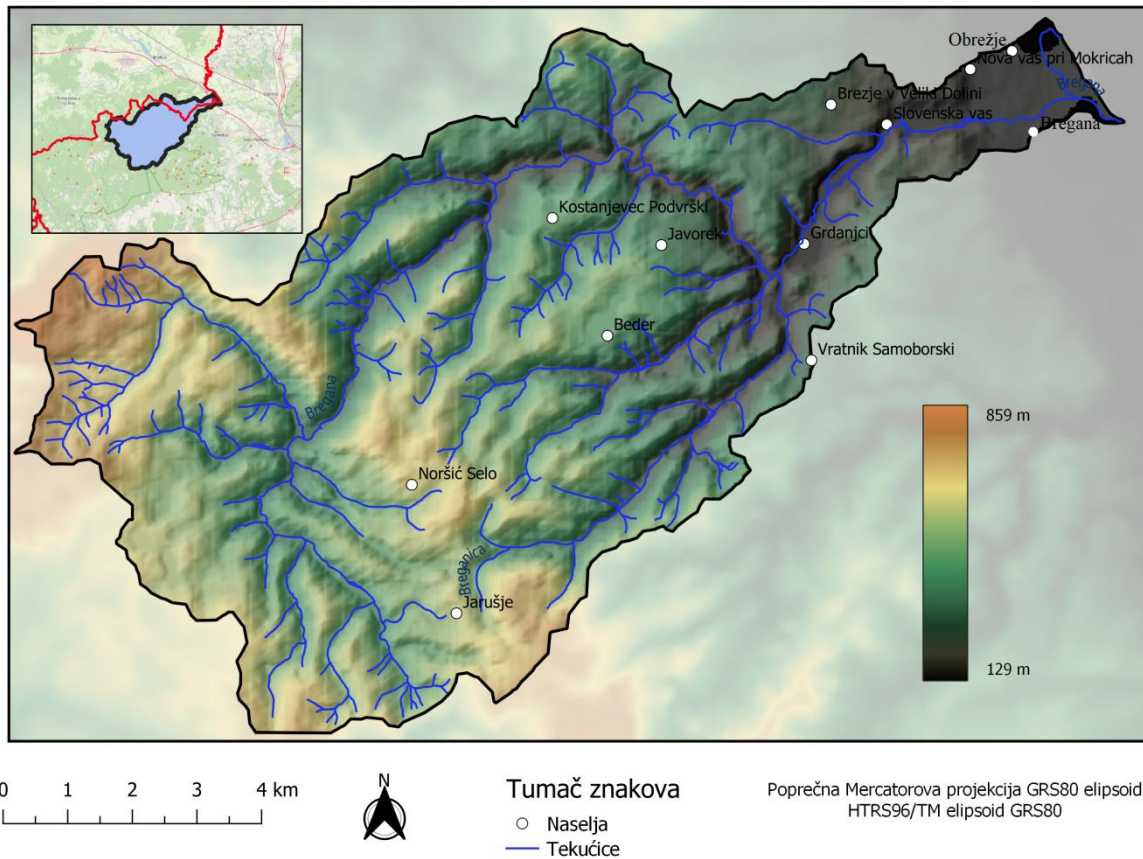 Obrežje
Nova vas pri Mokricah
Bregana
Brezje v Veliki Dolini
Slovenska vas
Bregana
Kostanjevec Podvrški
Javorek
Grdanjci
Beder
Vratnik Samoborski
Bregana
859 m
Noršić Selo
Breganica
Jarušje
129 m
0 1 2 3 4 km
N
Tumač znakova
Naselja
Tekućice
Poprečna Mercatorova projekcija GRS80 elipsoid
HTRS96/TM elipsoid GRS80